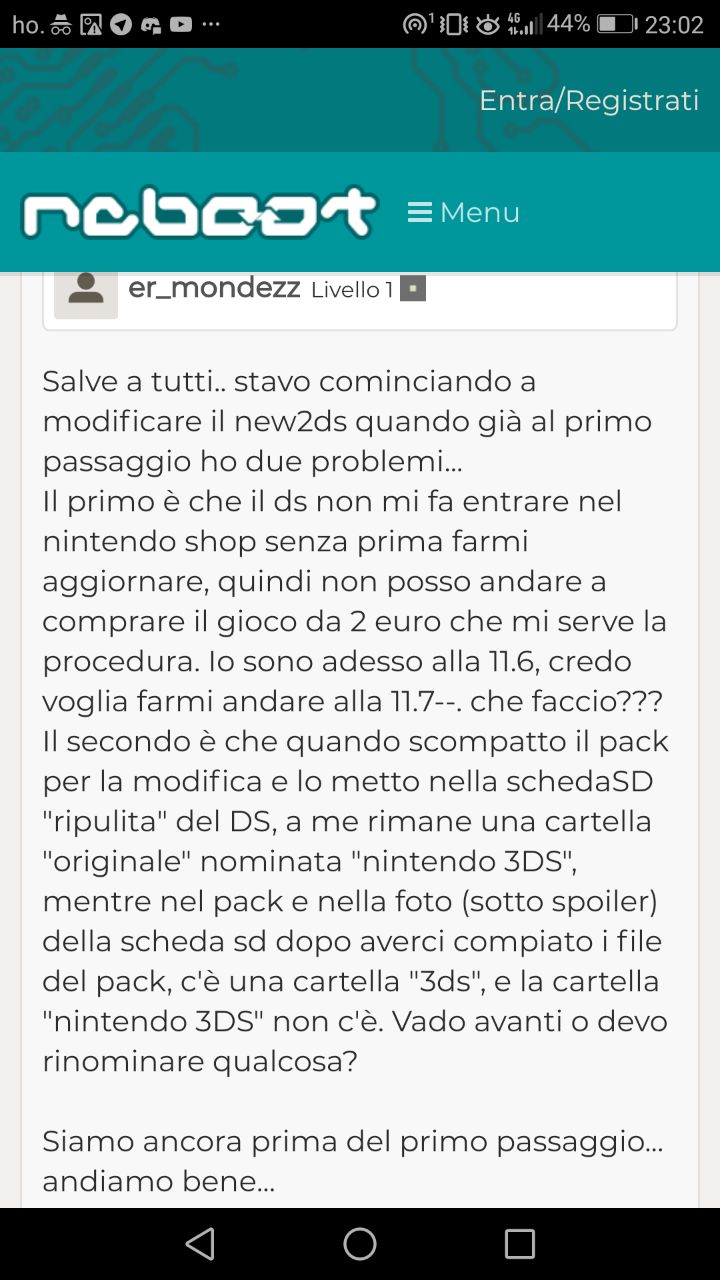 ho. 1 4G 44% 23:02
Entra/Registrati
reboot Menu
er_mondezz Livello 1
Salve a tutti.. stavo cominciando a
modificare il new2ds quando già al primo
passaggio ho due problemi...
Il primo è che il ds non mi fa entrare nel
nintendo shop senza prima farmi
aggiornare, quindi non posso andare a
comprare il gioco da 2 euro che mi serve la
procedura. Io sono adesso alla 11.6, credo
voglia farmi andare alla 11.7--. che faccio???
Il secondo è che quando scompatto il pack
per la modifica e lo metto nella schedaSD
"ripulita" del DS, a me rimane una cartella
"originale" nominata "nintendo 3DS",
mentre nel pack e nella foto (sotto spoiler)
della scheda sd dopo averci compiato i file
del pack, c'è una cartella "3ds", e la cartella
"nintendo 3DS" non c'è. Vado avanti o devo
rinominare qualcosa?
Siamo ancora prima del primo passaggio...
andiamo bene...